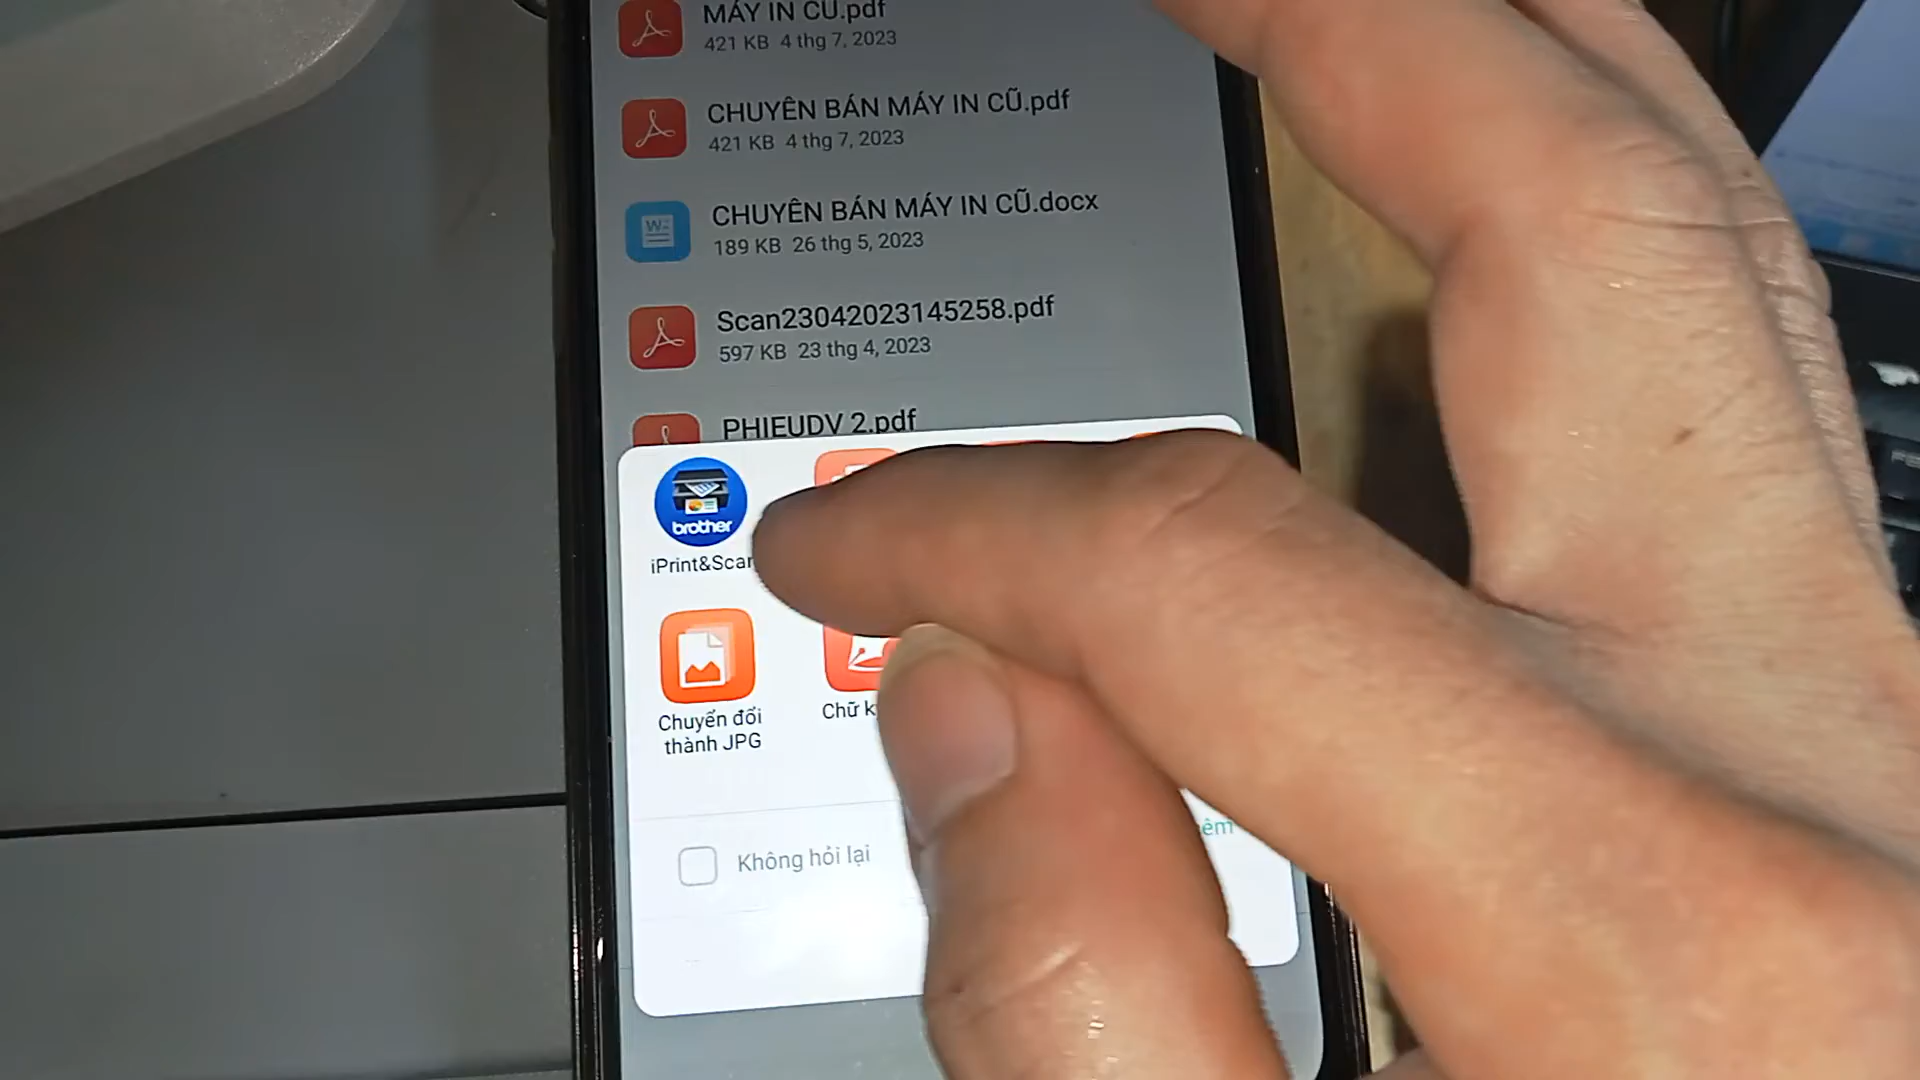 MÁY IN CŨ.pdf
421 KB 4 thg 7, 2023
CHUYÊN BÁN MÁY IN CŨ.pdf
421 KB 4 thg 7, 2023
CHUYÊN BÁN MÁY IN CŨ.docx
189 KB 26 thg 5, 2023
Scan23042023145258.pdf
597 KB 23 thg 4, 2023
PHIEUDV 2.pdf
brother
iPrint&Scan
Chuyển đổi
thành JPG
Chữ k
Không hỏi lại
êm